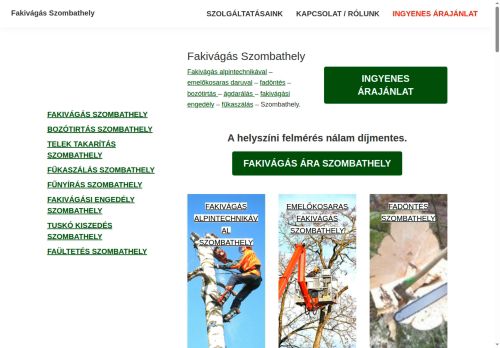 Fakivágás Szombathely
SZOLGÁLTATÁSAINK
KAPCSOLAT / RÓLUNK
INGYENES ÁRAJÁNLAT
FAKIVÁGÁS SZOMBATHELY
BOZÓTIRTÁS SZOMBATHELY
TELEK TAKARÍTÁS
SZOMBATHELY
FŰKASZÁLÁS SZOMBATHELY
FŰNYÍRÁS SZOMBATHELY
FAKIVÁGÁSI ENGEDÉLY
SZOMBATHELY
TUSKÓ KISZEDÉS
SZOMBATHELY
FAÜLTETÉS SZOMBATHELY
Fakivágás Szombathely
Fakivágás alpintechnikával –
emelőkosaras daruval – fadöntés –
bozótirtás – ágdarálás – fakivágási
engedély – fűkaszálás – Szombathely.
INGYENES
ÁRAJÁNLAT
A helyszíni felmérés nálam díjmentes.
FAKIVÁGÁS ÁRA SZOMBATHELY
FAKIVÁGÁS
ALPINTECHNIKÁV
AL
SZOMBATHELY
EMELŐKOSARAS
FAKIVÁGÁS
SZOMBATHELY
FADÖNTÉS
SZOMBATHELY